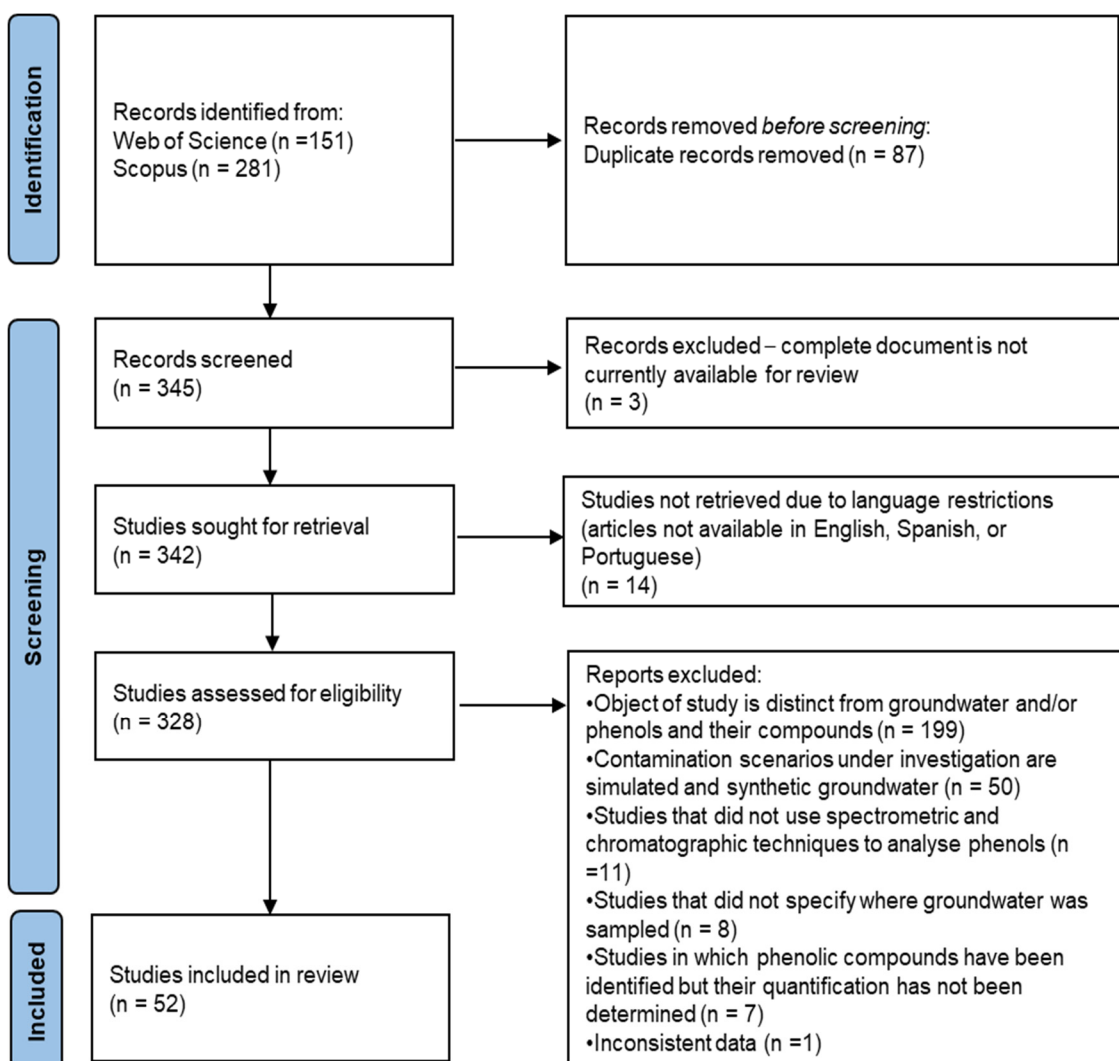 Identification
Records identified from:
Web of Science (n =151)
Scopus (n = 281)
Records removed before screening:
Duplicate records removed (n = 87)
Screening
Records screened
(n = 345)
Records excluded – complete document is not
currently available for review
(n = 3)
Studies sought for retrieval
(n = 342)
Studies not retrieved due to language restrictions
(articles not available in English, Spanish, or
Portuguese)
(n = 14)
Studies assessed for eligibility
(n = 328)
Reports excluded:
•Object of study is distinct from groundwater and/or
phenols and their compounds (n = 199)
•Contamination scenarios under investigation are
simulated and synthetic groundwater (n = 50)
•Studies that did not use spectrometric and
chromatographic techniques to analyse phenols (n
=11)
•Studies that did not specify where groundwater was
sampled (n = 8)
•Studies in which phenolic compounds have been
identified but their quantification has not been
determined (n = 7)
•Inconsistent data (n =1)
Included
Studies included in review
(n = 52)